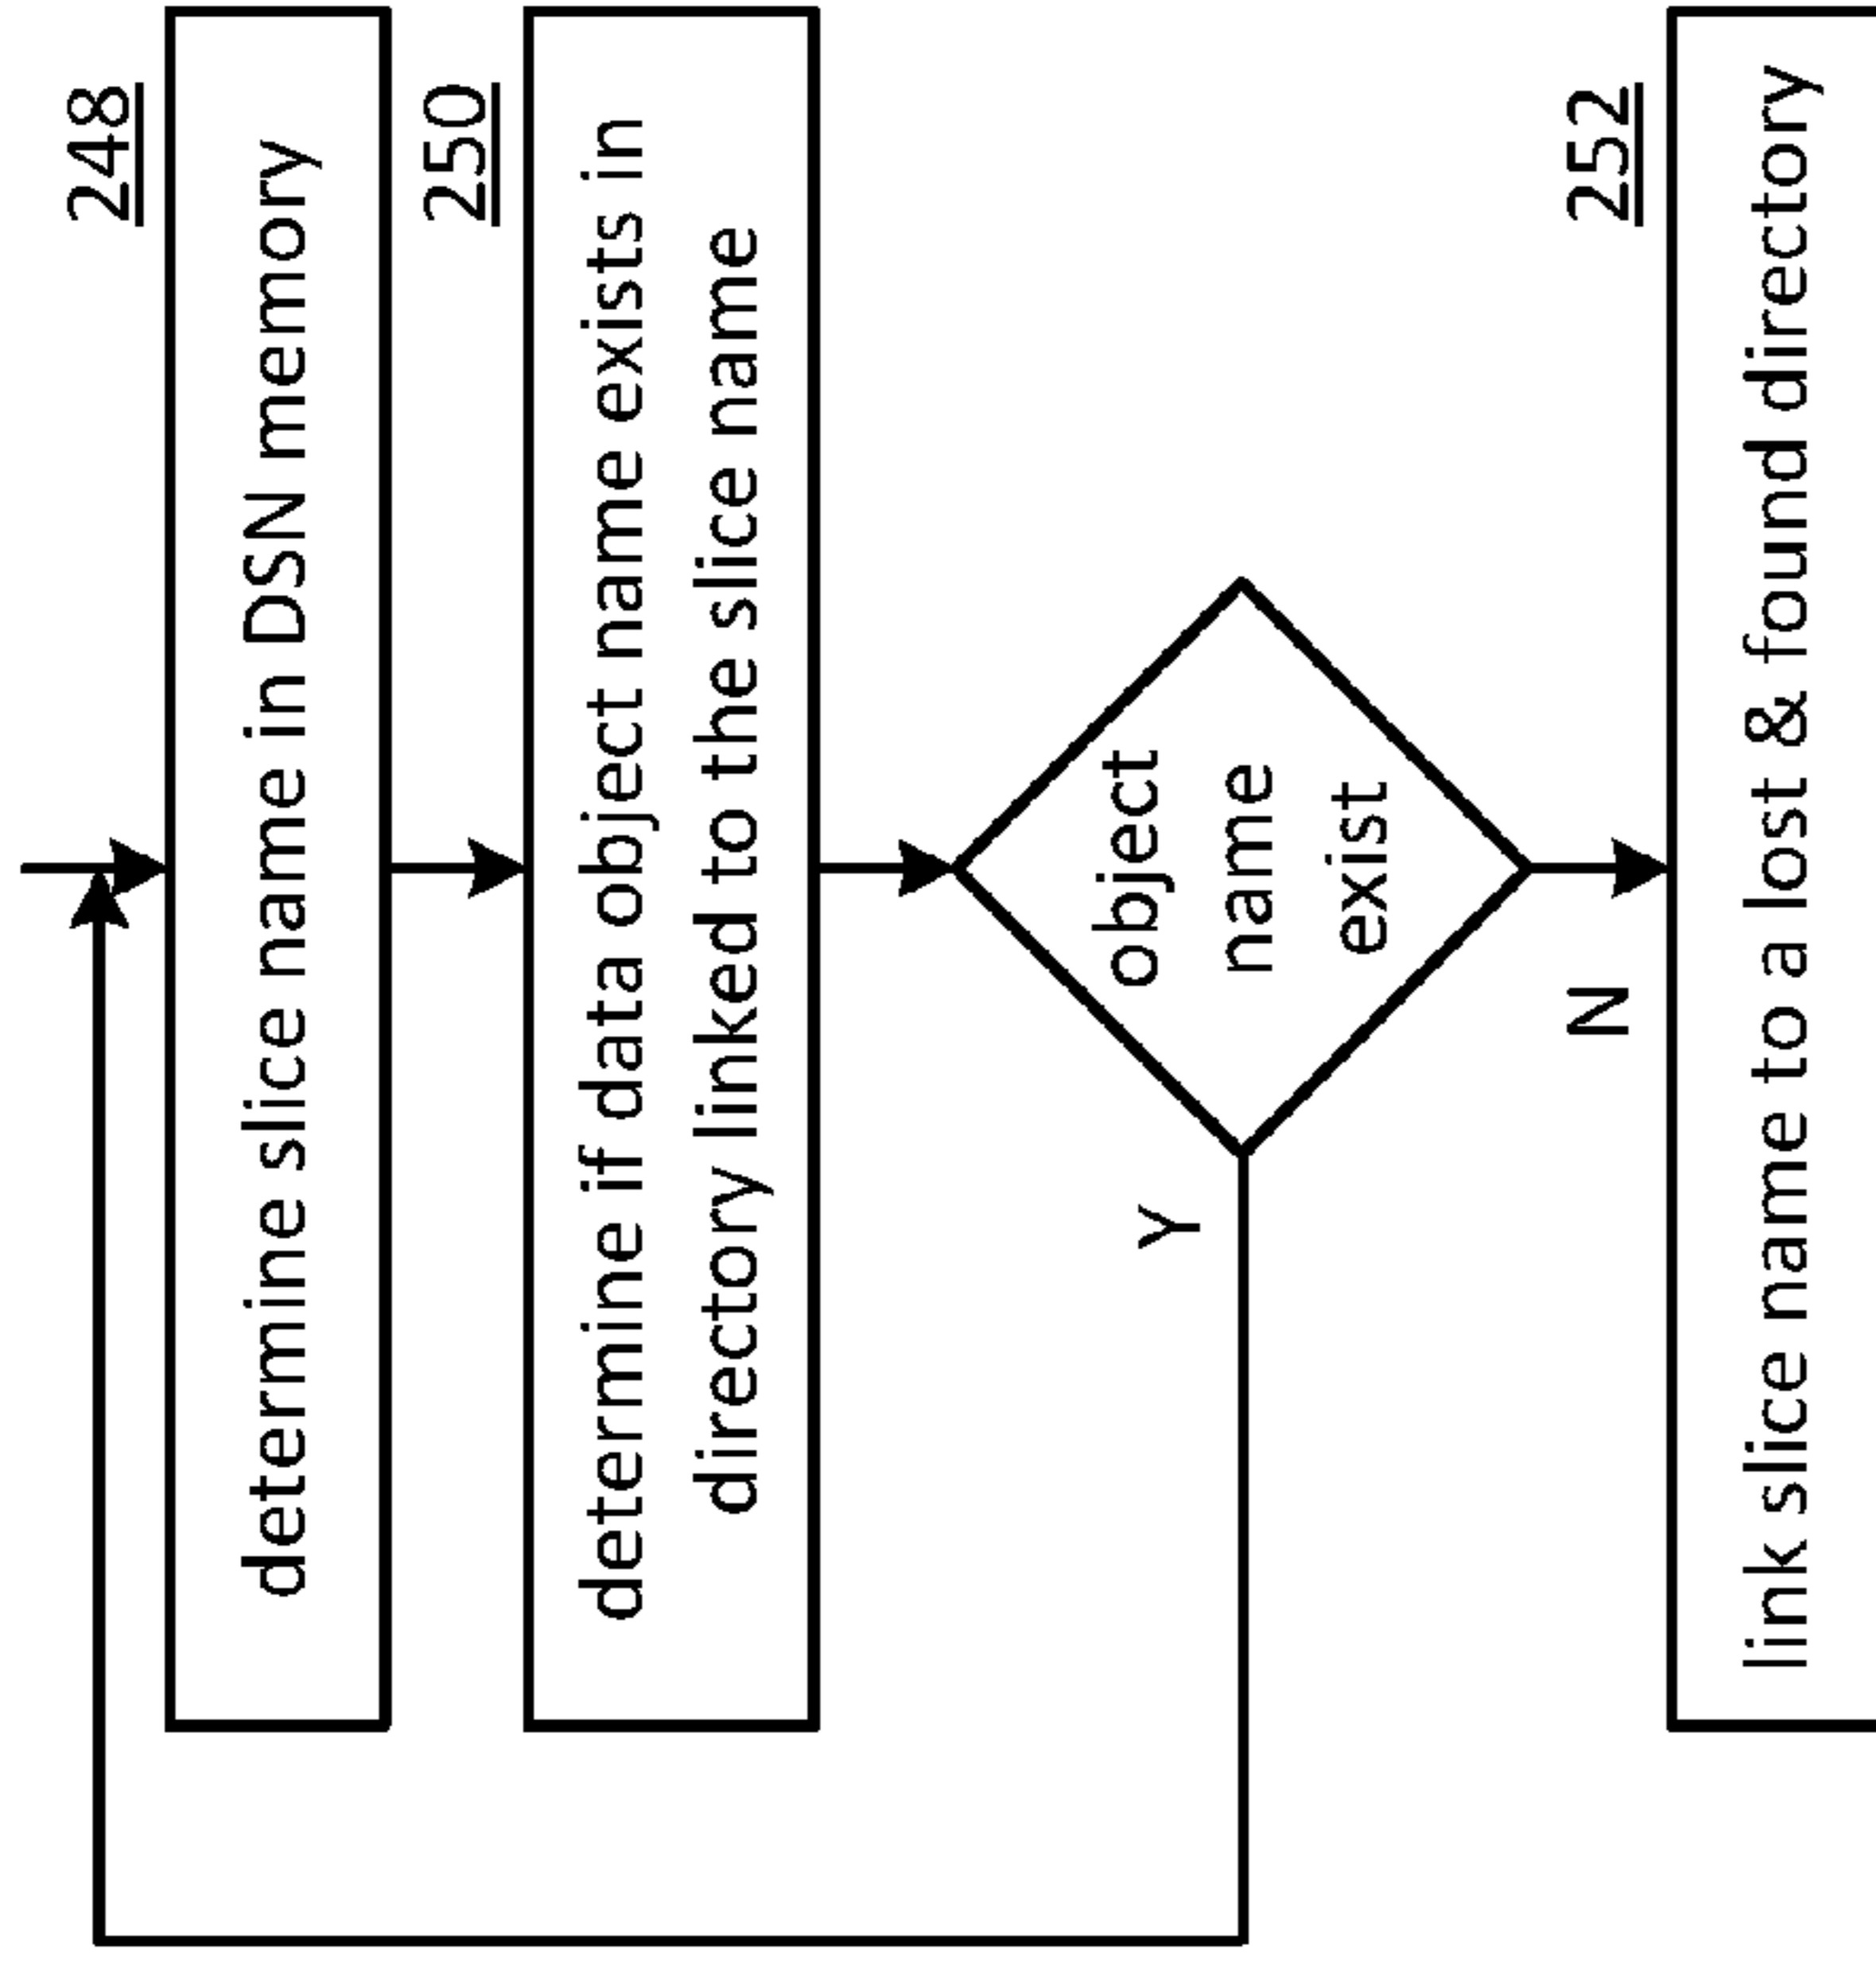 248
determine slice name in DSN memory
250
determine if data object name exists in
directory linked to the slice name
object
name
exist
Y
N
252
link slice name to a lost & found directory